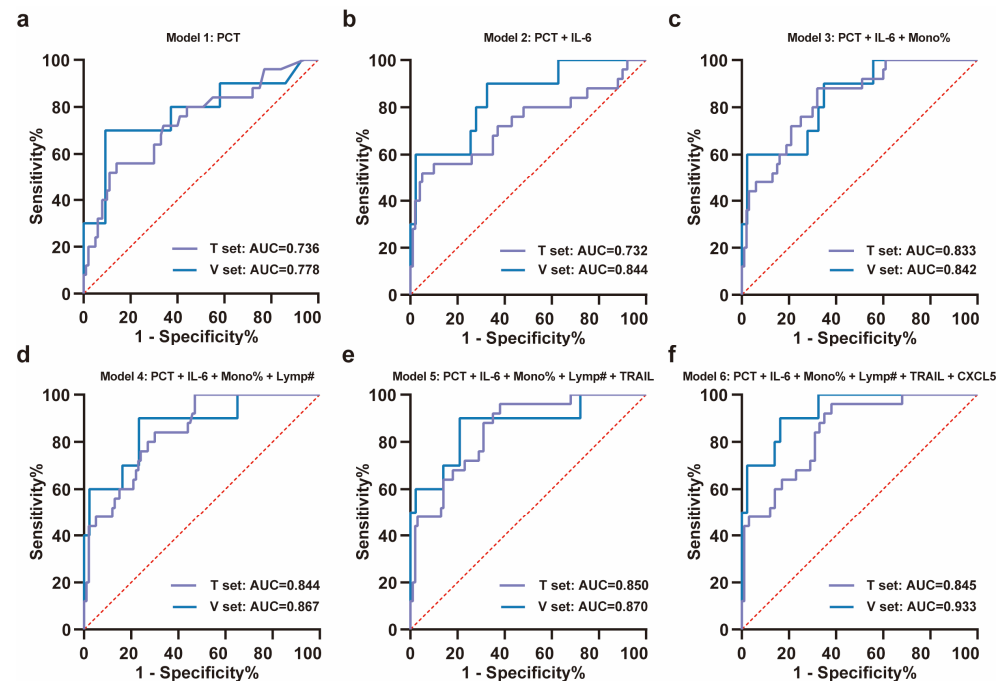 a
Model 1: PCT
100
80
60
40
20
0
Sensitivity%
T set: AUC=0.736
V set: AUC=0.778
0 20 40 60 80 100
1 - Specificity%
b
Model 2: PCT + IL-6
100
80
60
40
20
0
Sensitivity%
T set: AUC=0.732
V set: AUC=0.844
0 20 40 60 80 100
1 - Specificity%
c
Model 3: PCT + IL-6 + Mono%
100
80
60
40
20
0
Sensitivity%
T set: AUC=0.833
V set: AUC=0.842
0 20 40 60 80 100
1 - Specificity%
d
Model 4: PCT + IL-6 + Mono% + Lymp#
100
80
60
40
20
0
Sensitivity%
T set: AUC=0.844
V set: AUC=0.867
0 20 40 60 80 100
1 - Specificity%
e
Model 5: PCT + IL-6 + Mono% + Lymp# + TRAIL
100
80
60
40
20
0
Sensitivity%
T set: AUC=0.850
V set: AUC=0.870
0 20 40 60 80 100
1 - Specificity%
f
Model 6: PCT + IL-6 + Mono% + Lymp# + TRAIL + CXCL5
100
80
60
40
20
0
Sensitivity%
T set: AUC=0.845
V set: AUC=0.933
0 20 40 60 80 100
1 - Specificity%